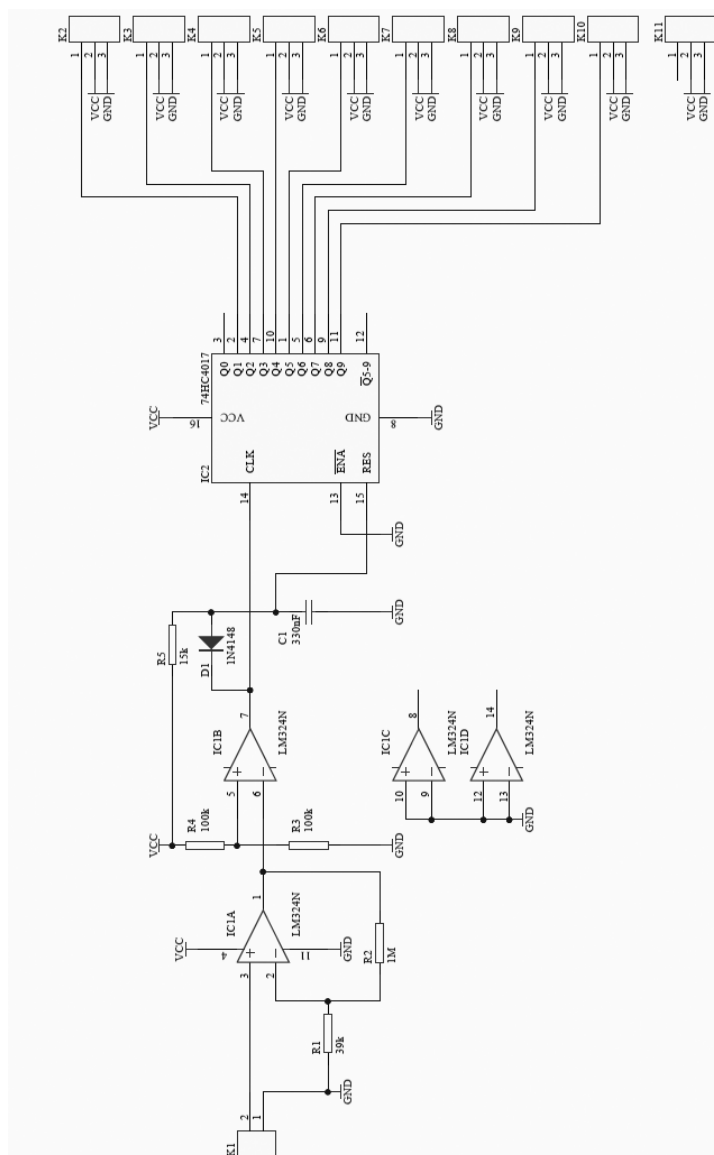 K2
K3
K4
K5
K6
K7
K8
K9
K10
K11
1 2 3
1 2 3
1 2 3
1 2 3
1 2 3
1 2 3
1 2 3
1 2 3
1 2 3
1 2 3
VCC GND
VCC GND
VCC GND
VCC GND
VCC GND
VCC GND
VCC GND
VCC GND
VCC GND
VCC GND
3 2 4 7 10 1 5 6 9 11 12
74HC4017
Q0 Q1 Q2 Q3 Q4 Q5 Q6 Q7 Q8 Q9 Q5-9
VCC
16
VCC
GND
8
GND
IC2
CLK
ENA
RES
14
13
15
GND
R5
15k
D1
1N4148
C1
330nF
GND
7
IC1B
LM324N
5
6
8
IC1C
LM324N
10
9
14
IC1D
LM324N
12
13
GND
VCC
R4
100k
R3
100k
GND
1
IC1A
LM324N
VCC
4
11
GND
3
2
R2
1M
R1
39k
GND
2
1
K1